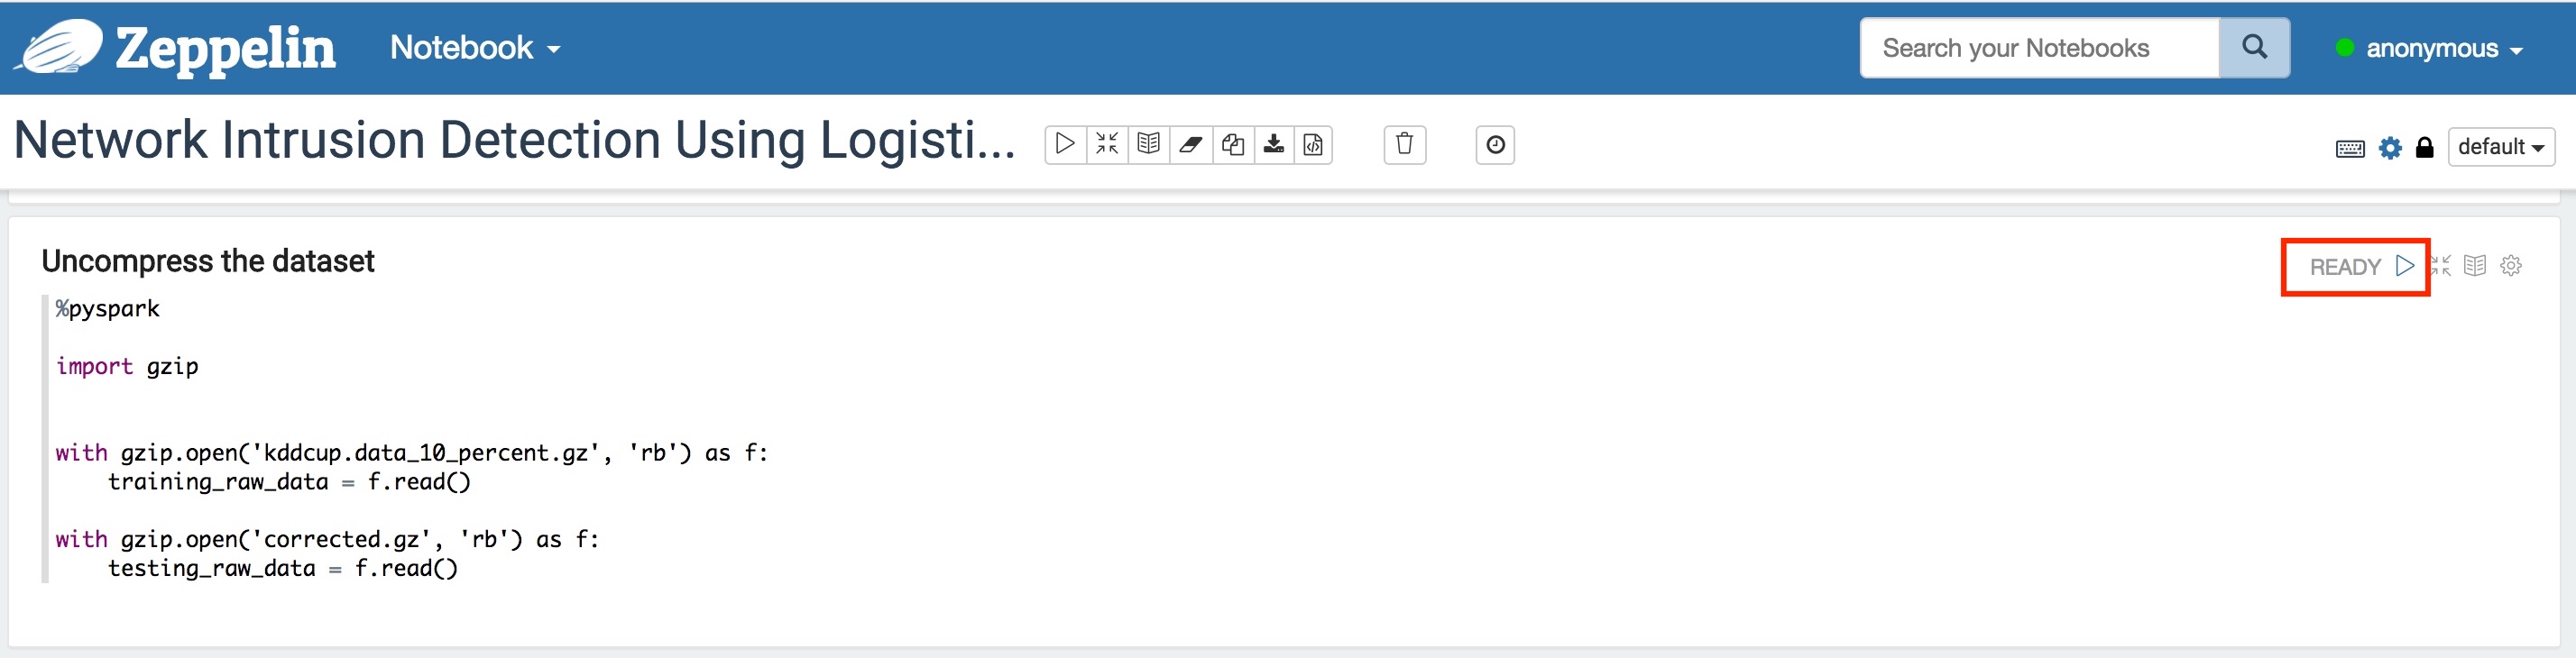 Zeppelin Notebook Search your Notebooks anonymous
Network Intrusion Detection Using Logisti... default
Uncompress the dataset READY
%pyspark
import gzip
with gzip.open('kddcup.data_10_percent.gz', 'rb') as f:
training_raw_data = f.read()
with gzip.open('corrected.gz', 'rb') as f:
testing_raw_data = f.read()